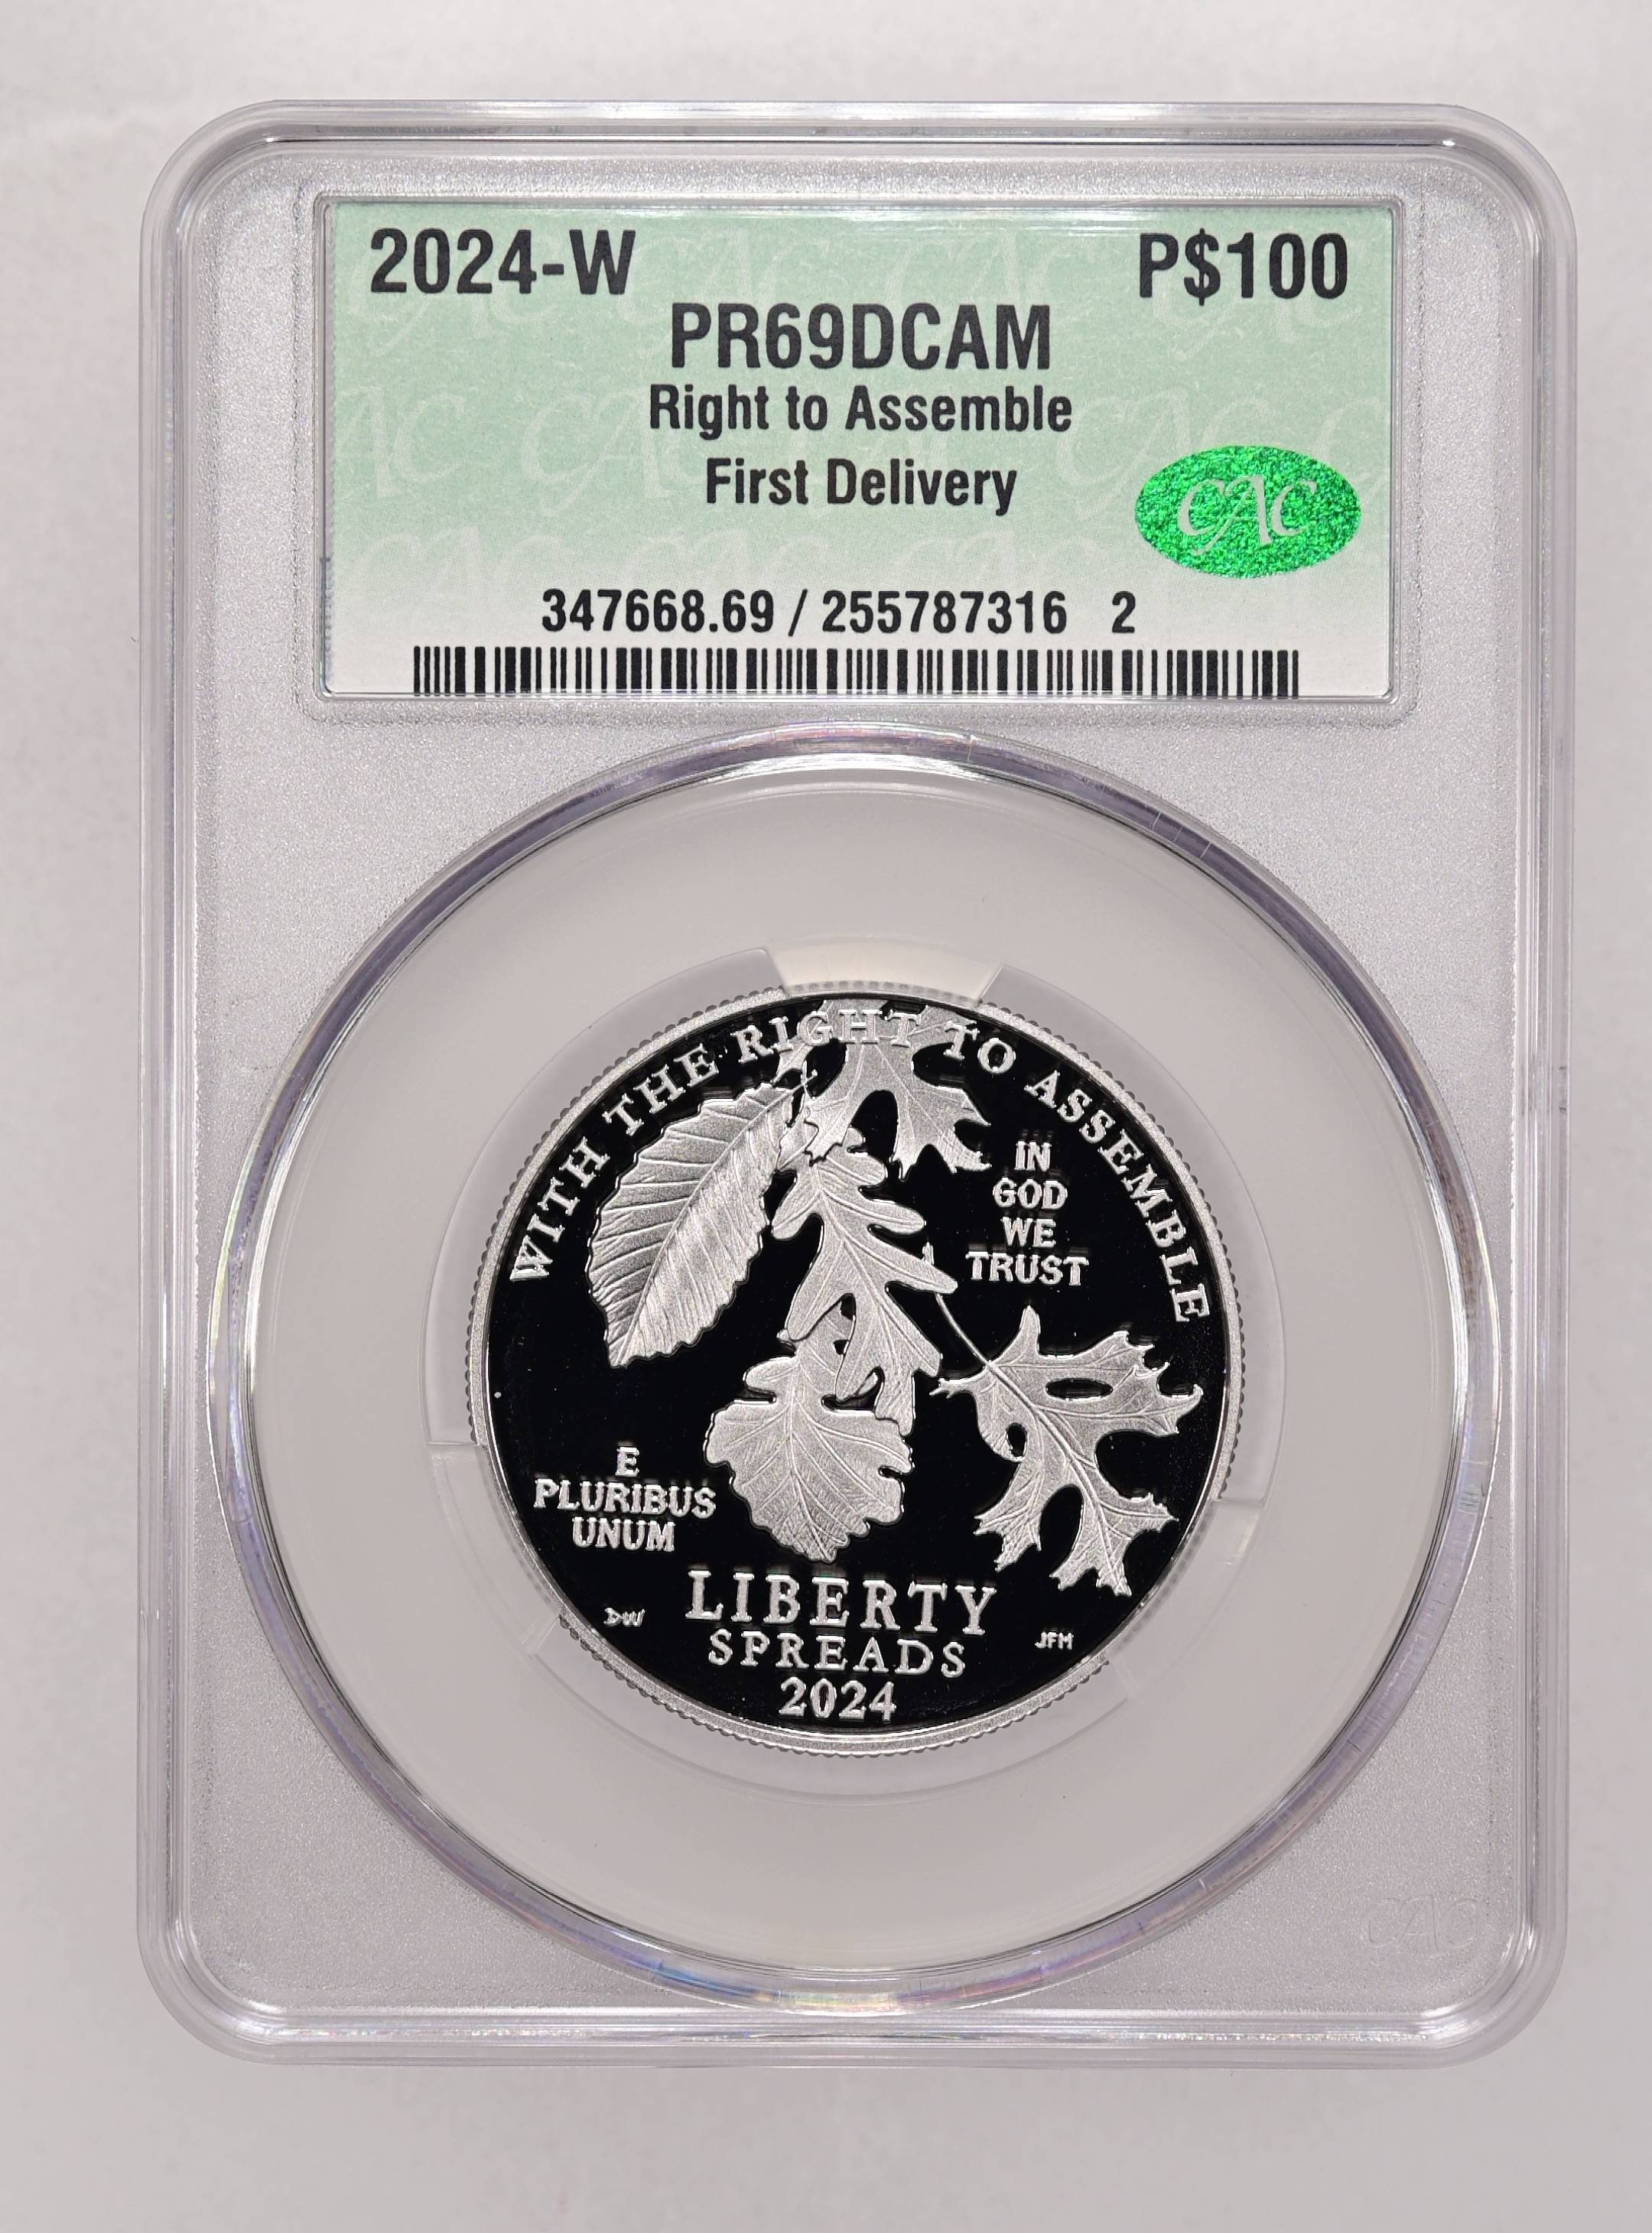 2024-W P$100
PR69DCAM
Right to Assemble
First Delivery
CAC
347668.69 / 255787316 2
WITH THE RIGHT TO ASSEMBLE
IN
GOD
WE
TRUST
E
PLURIBUS
UNUM
DW
LIBERTY
JFM
SPREADS
2024
CAC